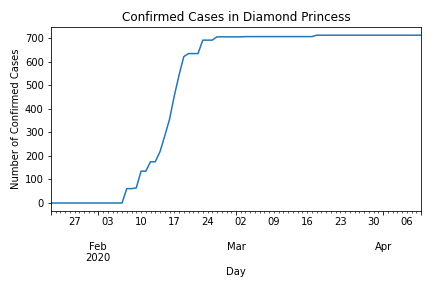 Confirmed Cases in Diamond Princess
Number of Confirmed Cases
700
600
500
400
300
200
100
0
27 03 10 17 24 02 09 16 23 30 06
Feb Mar Apr
2020
Day